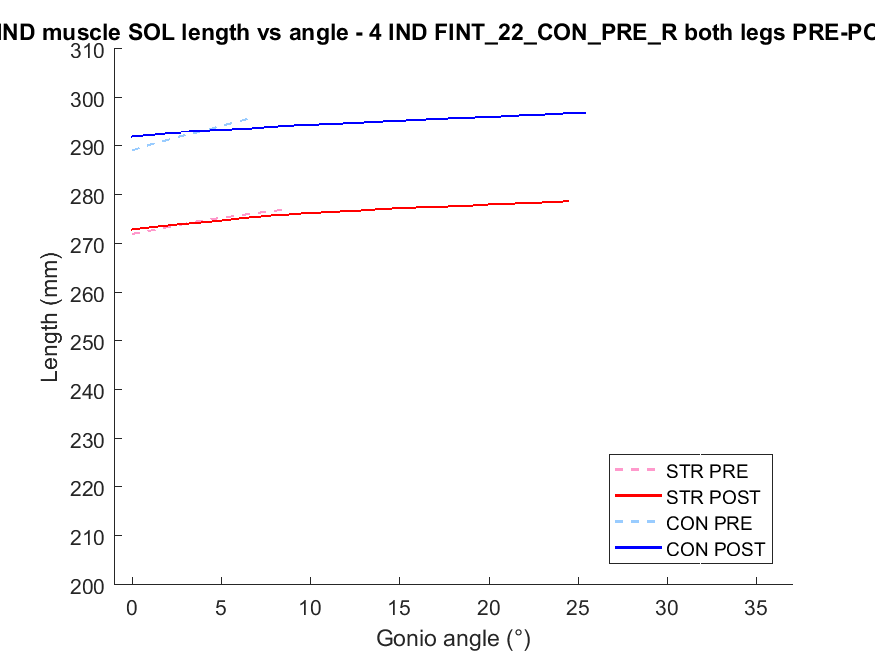 IND muscle SOL length vs angle - 4 IND FINT_22_CON_PRE_R both legs PRE-PO
310
300
290
280
270
260
250
240
230
220
210
200
Length (mm)
0 5 10 15 20 25 30 35
Gonio angle (°)
STR PRE
STR POST
CON PRE
CON POST